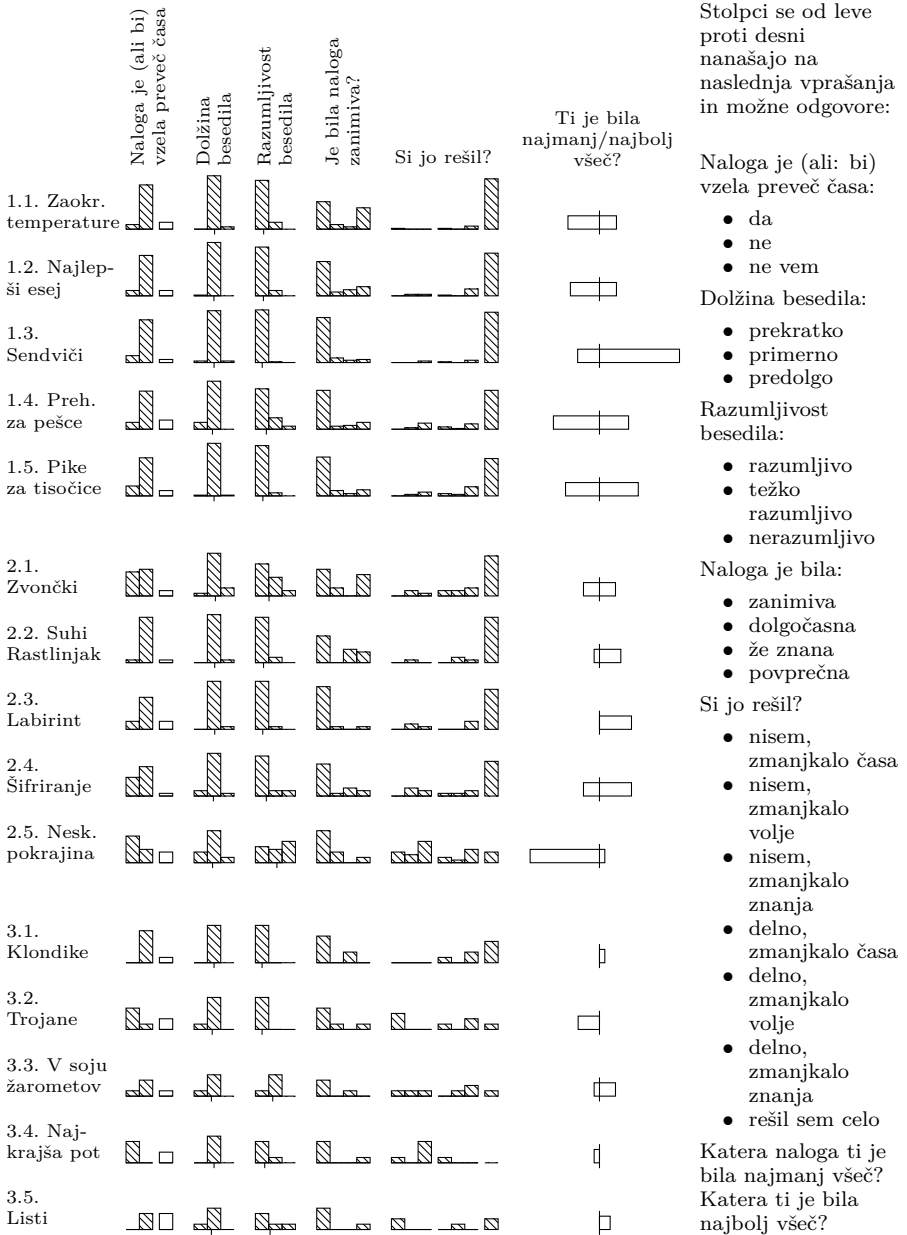 Naloga je (ali bi)
vzela preveč časa
Dolžina
besedila
Razumljivost
besedila
Je bila naloga
zanimiva?
Si jo rešil?
Ti je bila
najmanj/najbolj
všeč?
1.1. Zaokr.
temperature
1.2. Najlep-
ši esej
1.3.
Sendviči
1.4. Preh.
za pešce
1.5. Pike
za tisočice
2.1.
Zvončki
2.2. Suhi
Rastlinjak
2.3.
Labirint
2.4.
Šifriranje
2.5. Nesk.
pokrajina
3.1.
Klondike
3.2.
Trojane
3.3. V soju
žarometov
3.4. Naj-
krajša pot
3.5.
Listi
Stolpci se od leve
proti desni
nanašajo na
naslednja vprašanja
in možne odgovore:
Naloga je (ali: bi)
vzela preveč časa:
• da
• ne
• ne vem
Dolžina besedila:
• prekratko
• primerno
• predolgo
Razumljivost
besedila:
• razumljivo
• težko
razumljivo
• nerazumljivo
Naloga je bila:
• zanimiva
• dolgočasna
• že znana
• povprečna
Si jo rešil?
• nisem,
zmanjkalo časa
• nisem,
zmanjkalo
volje
• nisem,
zmanjkalo
znanja
• delno,
zmanjkalo časa
• delno,
zmanjkalo
volje
• delno,
zmanjkalo
znanja
• rešil sem celo
Katera naloga ti je
bila najmanj všeč?
Katera ti je bila
najbolj všeč?